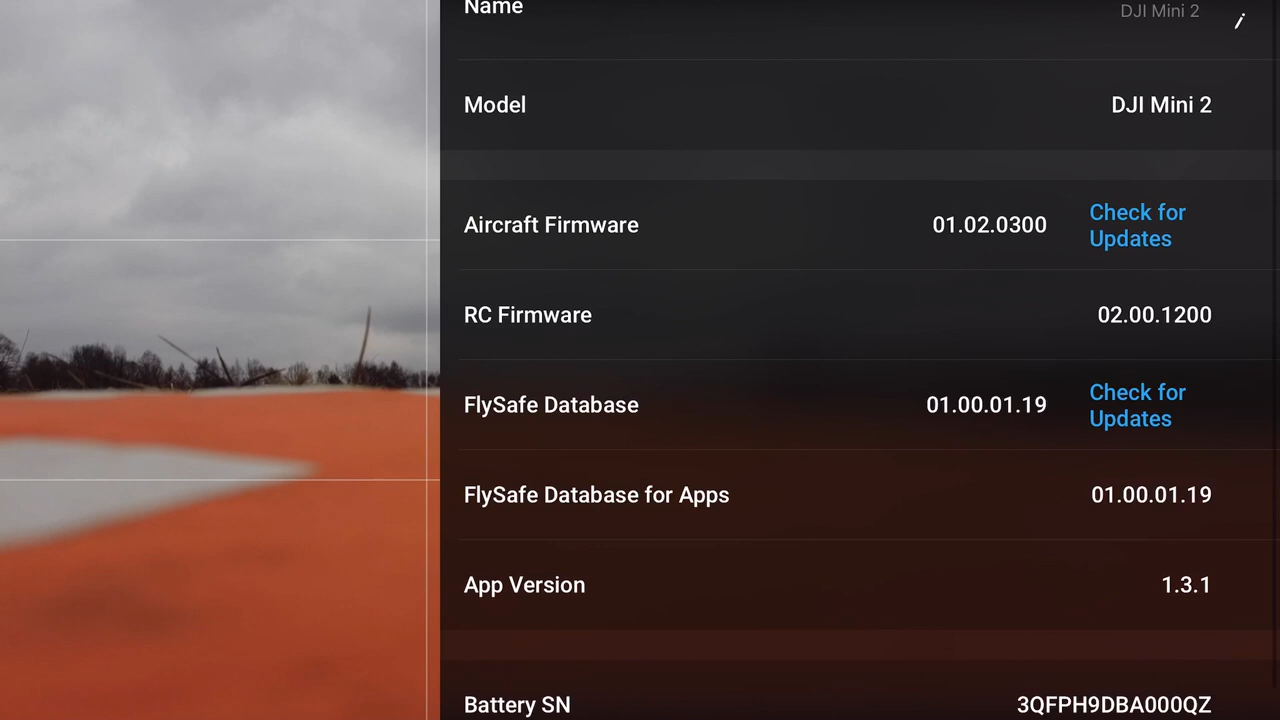 Name DJI Mini 2
Model DJI Mini 2
Aircraft Firmware 01.02.0300 Check for
Updates
RC Firmware 02.00.1200
FlySafe Database 01.00.01.19 Check for
Updates
FlySafe Database for Apps 01.00.01.19
App Version 1.3.1
Battery SN 3QFPH9DBA000QZ